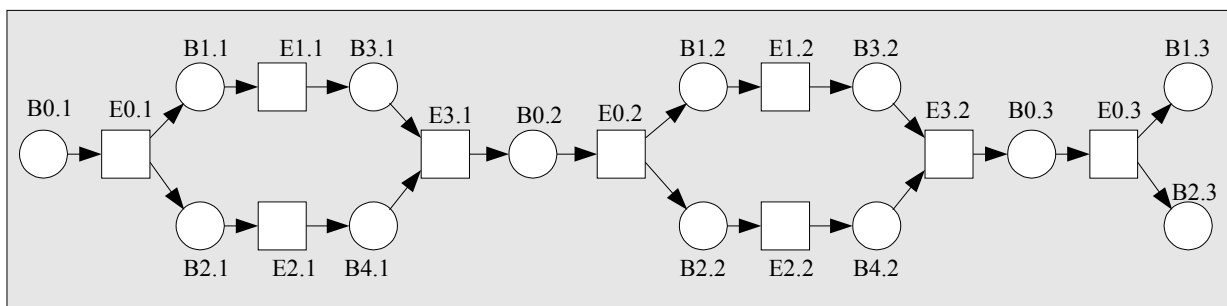 B1.1 E1.1 B3.1 B1.2 E1.2 B3.2 B1.3
B0.1 E0.1 E3.1 B0.2 E0.2 E3.2 B0.3 E0.3
B2.3
B2.1 E2.1 B4.1 B2.2 E2.2 B4.2